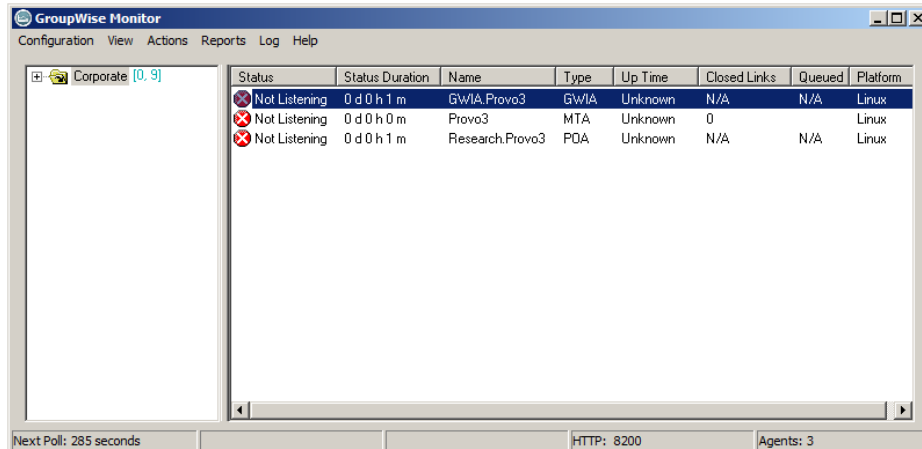 GroupWise Monitor
Configuration View Actions Reports Log Help
Corporate [0, 9]
Status Status Duration Name Type Up Time Closed Links Queued Platform
Not Listening 0 d 0 h 1 m GWIA.Provo3 GWIA Unknown N/A N/A Linux
Not Listening 0 d 0 h 0 m Provo3 MTA Unknown 0 Linux
Not Listening 0 d 0 h 1 m Research.Provo3 POA Unknown N/A N/A Linux
Next Poll: 285 seconds HTTP: 8200 Agents: 3